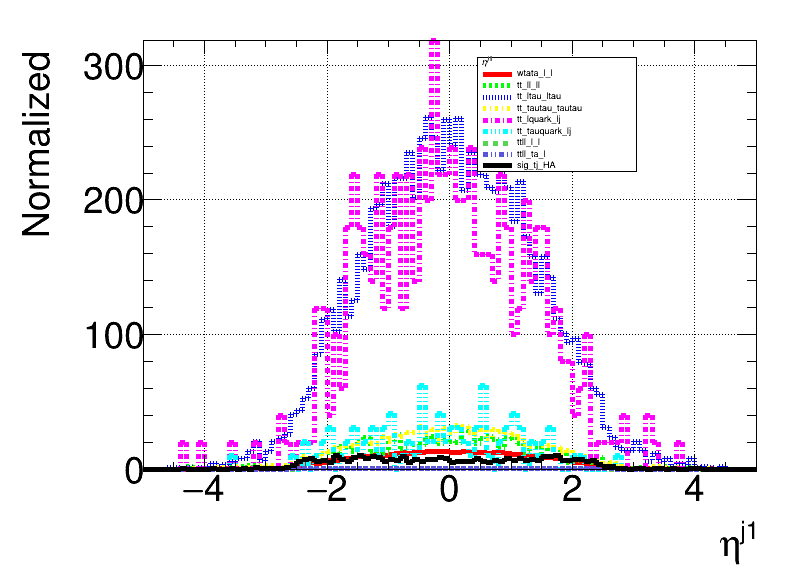 Normalized
300
200
100
0
η^j1
wtata_l_l
tt_ll_ll
tt_ltau_ltau
tt_tautau_tautau
tt_lquark_lj
tt_tauquark_lj
ttll_l_l
ttll_ta_l
sig_tj_HA
−4 −2 0 2 4
η^j1